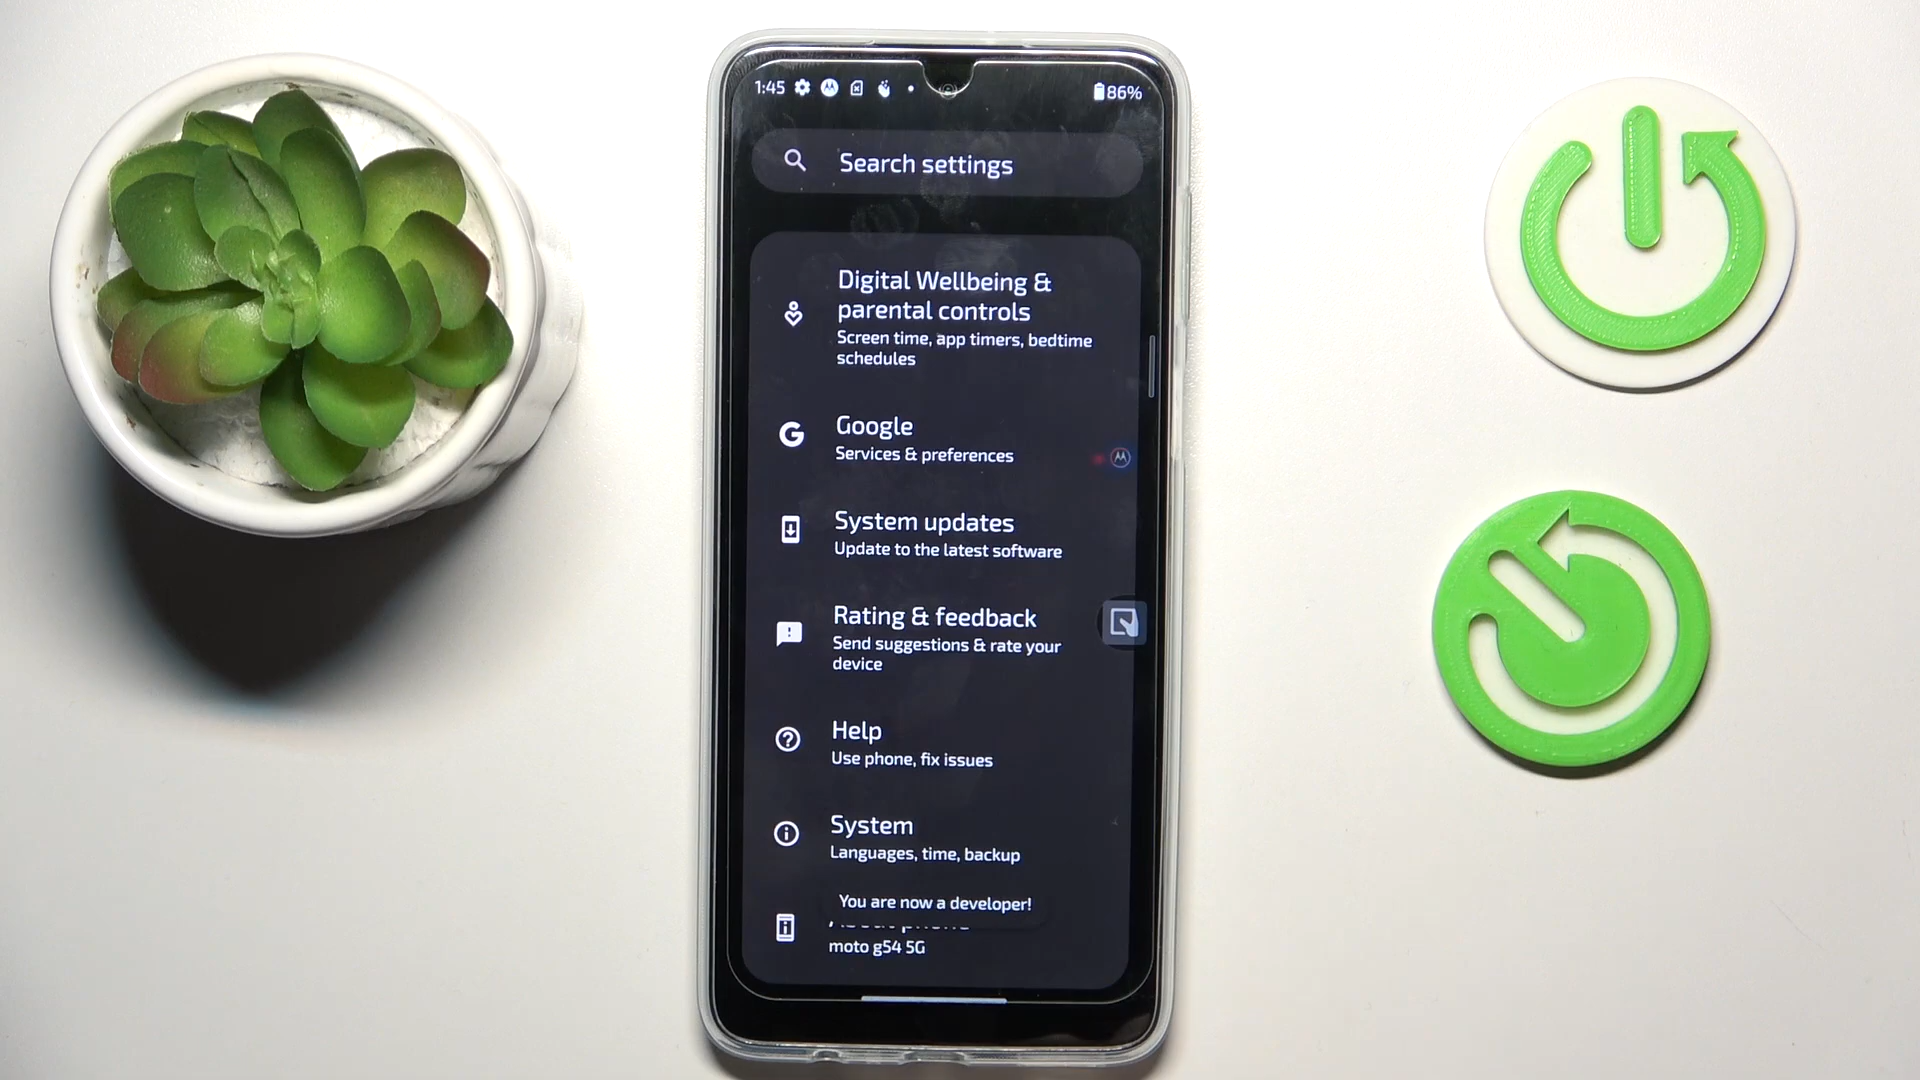 1:45
86%
Search settings
Digital Wellbeing &
parental controls
Screen time, app timers, bedtime
schedules
Google
Services & preferences
System updates
Update to the latest software
Rating & feedback
Send suggestions & rate your
device
Help
Use phone, fix issues
System
Languages, time, backup
You are now a developer!
About phone
moto g54 5G